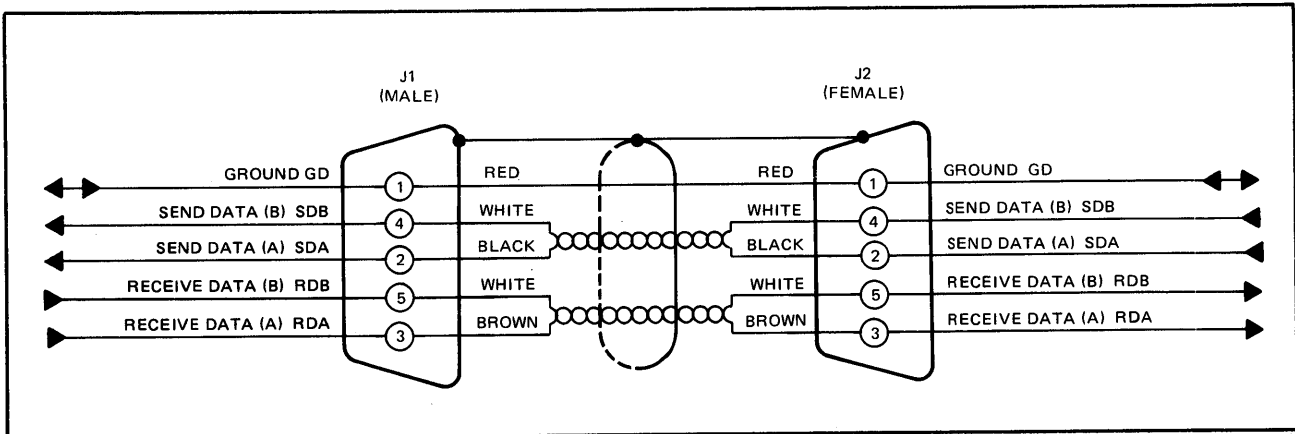 J1
(MALE)
J2
(FEMALE)
GROUND GD 1 RED RED 1 GROUND GD
SEND DATA (B) SDB 4 WHITE WHITE 4 SEND DATA (B) SDB
SEND DATA (A) SDA 2 BLACK BLACK 2 SEND DATA (A) SDA
RECEIVE DATA (B) RDB 5 WHITE WHITE 5 RECEIVE DATA (B) RDB
RECEIVE DATA (A) RDA 3 BROWN BROWN 3 RECEIVE DATA (A) RDA